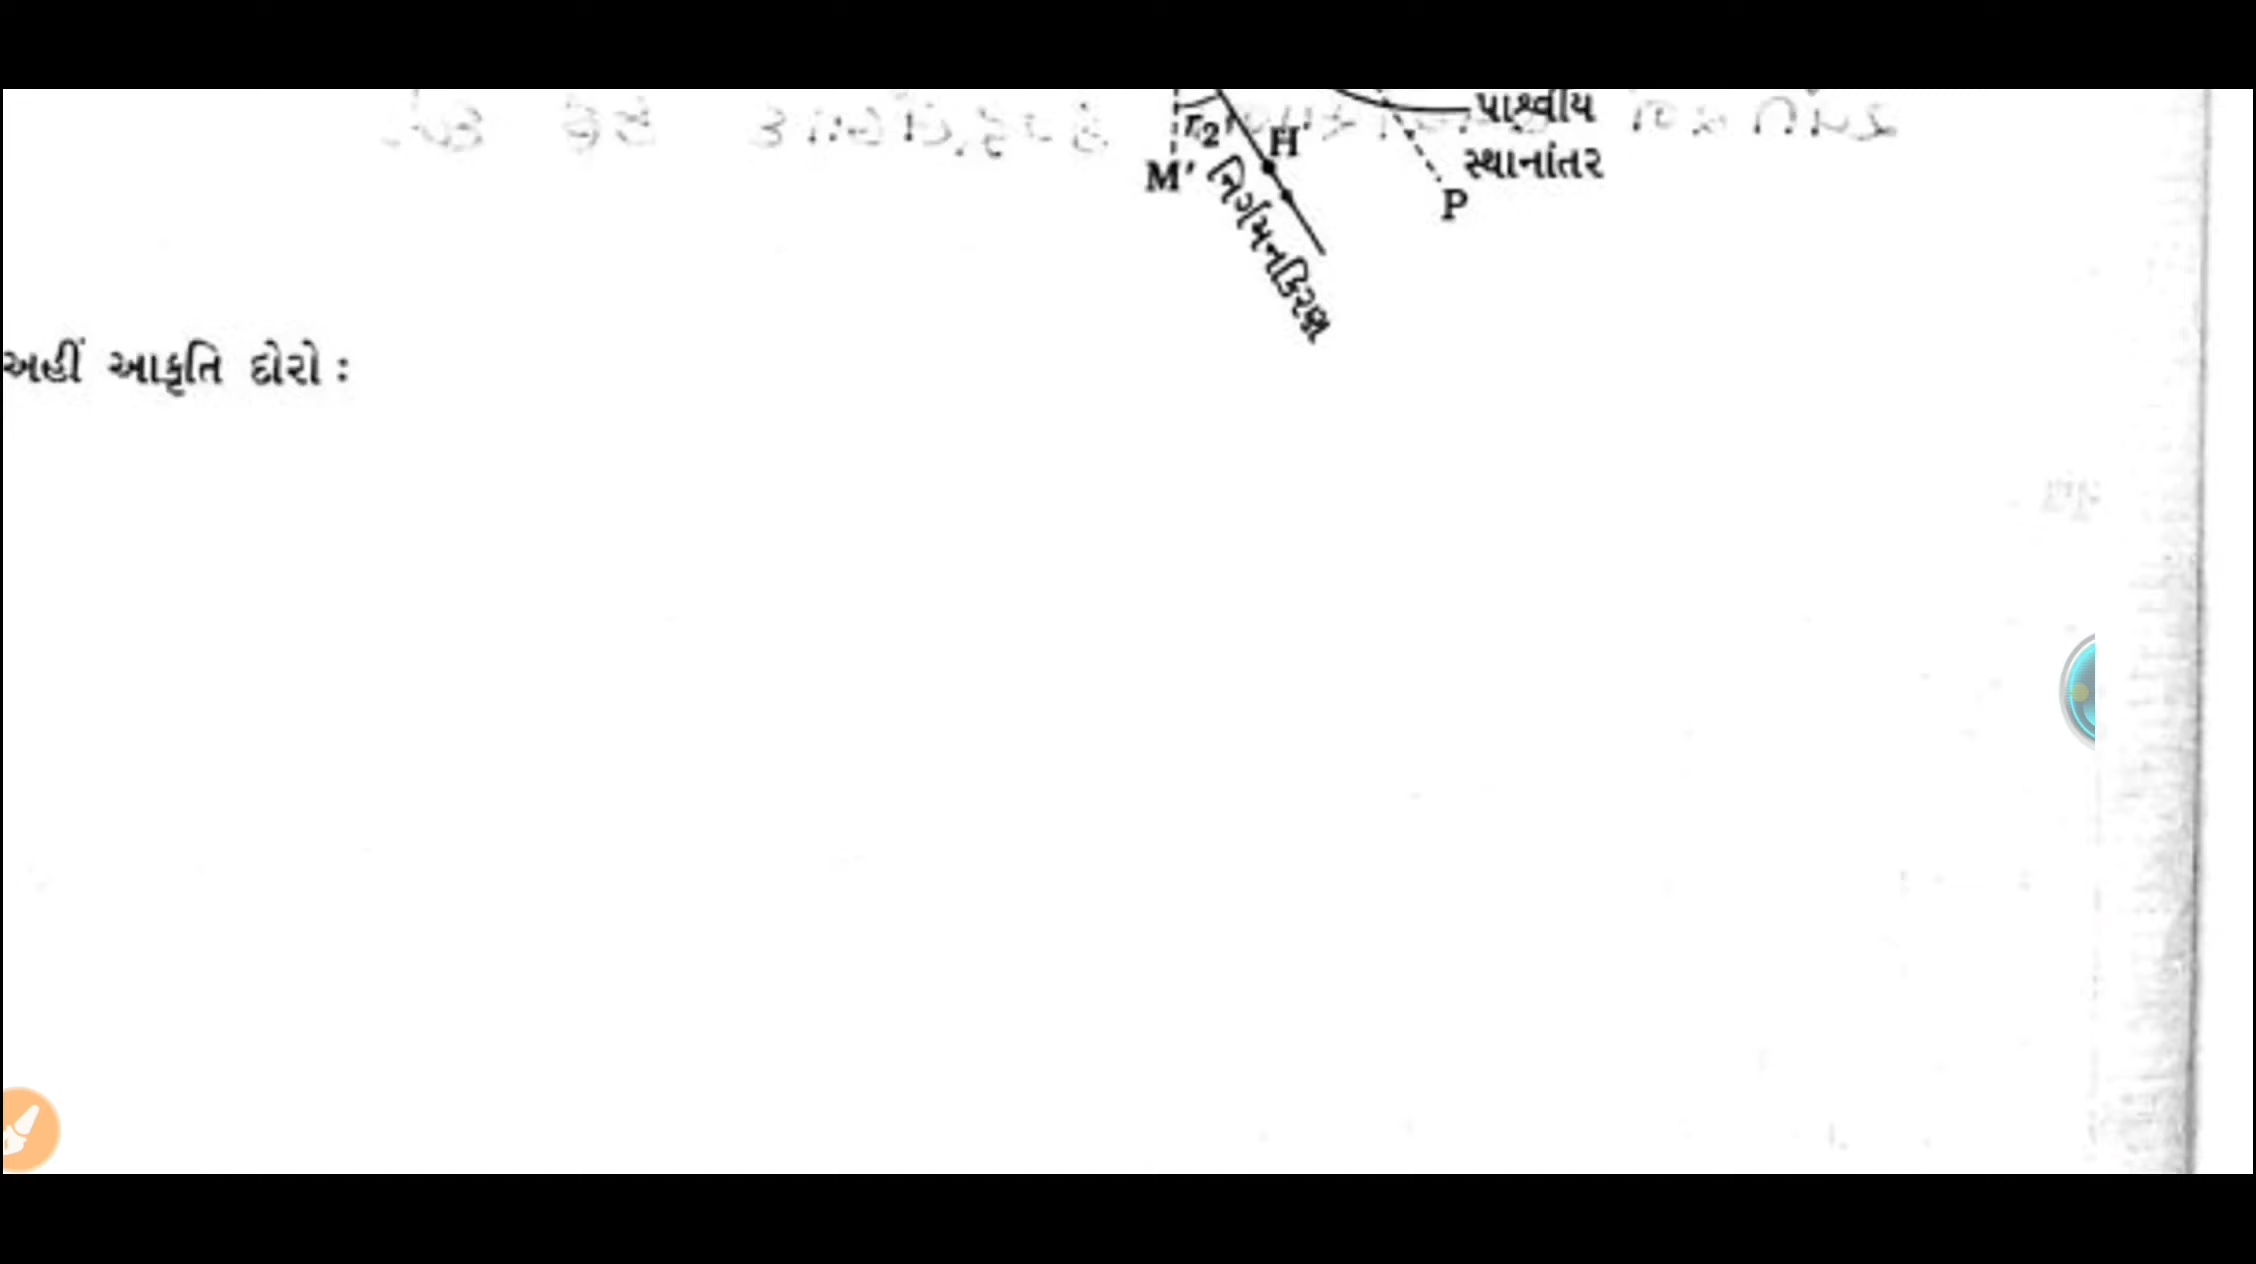 પાર્શ્વીય
સ્થાનાંતર
r₂
H
M'
P
નિર્ગમનકિરણ
અહીં આકૃતિ દોરો :